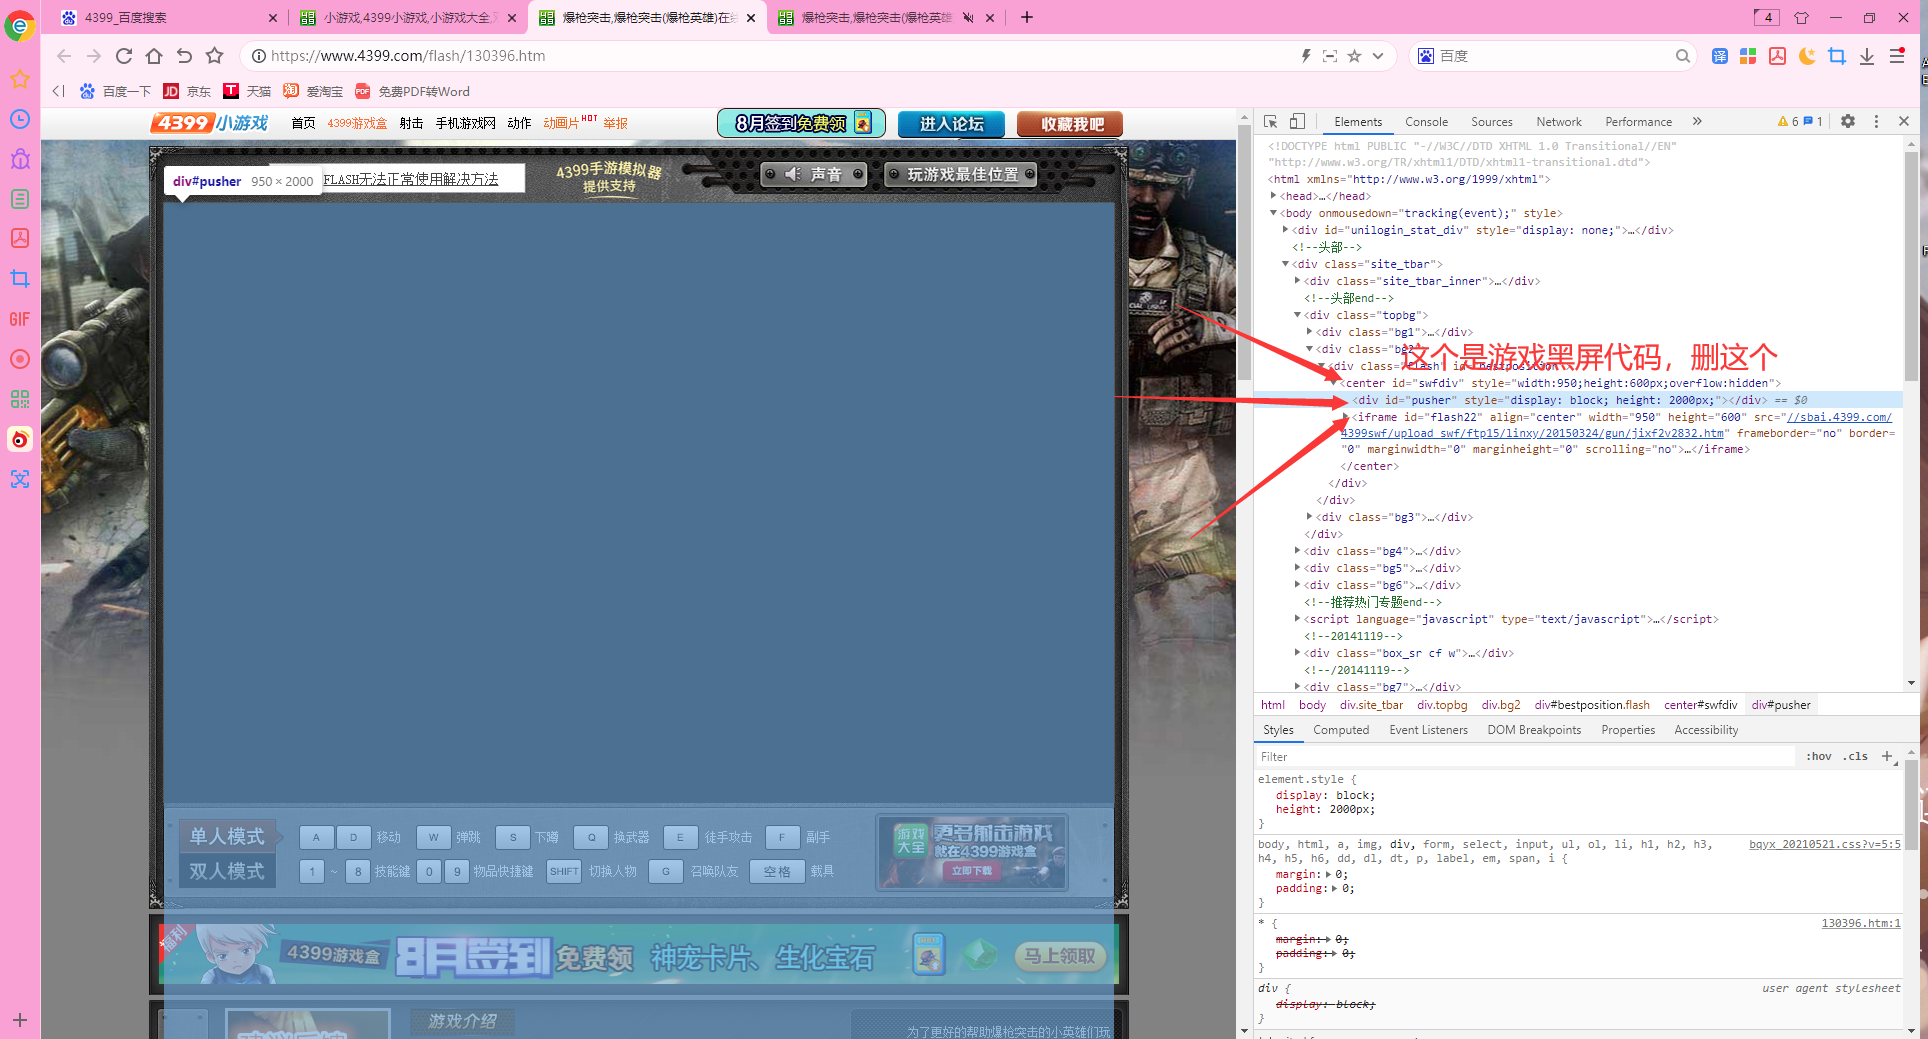 4399_百度搜索
小游戏,4399小游戏,小游戏大全,双
爆枪突击,爆枪突击(爆枪英雄)在线
爆枪突击,爆枪突击(爆枪英雄
4
https://www.4399.com/flash/130396.htm
百度
译
百度一下
JD 京东
T 天猫
淘 爱淘宝
PDF 免费PDF转Word
GIF
4399小游戏
首页 4399游戏盒 射击 手机游戏网 动作 动画片HOT 举报
8月签到免费领
进入论坛
收藏我吧
div#pusher 950 × 2000
FLASH无法正常使用解决方法
4399手游模拟器
提供支持
声音
玩游戏最佳位置
单人模式 A D 移动 W 弹跳 S 下蹲 Q 换武器 E 徒手攻击 F 副手
双人模式 1 ~ 8 技能键 0 9 物品快捷键 SHIFT 切换人物 G 召唤队友 空格 载具
游戏大全
更多射击游戏
就在4399游戏盒
立即下载
福利
4399游戏盒 8月签到 免费领 神宠卡片、生化宝石 马上领取
游戏介绍
为了更好的帮助爆枪突击的小英雄们玩
Elements Console Sources Network Performance » 6 1
<!DOCTYPE html PUBLIC "-//W3C//DTD XHTML 1.0 Transitional//EN"
"http://www.w3.org/TR/xhtml1/DTD/xhtml1-transitional.dtd">
<html xmlns="http://www.w3.org/1999/xhtml">
<head>…</head>
<body onmousedown="tracking(event);" style>
<div id="unilogin_stat_div" style="display: none;">…</div>
<!--头部-->
<div class="site_tbar">
<div class="site_tbar_inner">…</div>
<!--头部end-->
<div class="topbg">
<div class="bg1">…</div>
<div class="bg2
这个是游戏黑屏代码，删这个
<div class="flash" id="bestposition"
<center id="swfdiv" style="width:950;height:600px;overflow:hidden">
<div id="pusher" style="display: block; height: 2000px;"></div> == $0
<iframe id="flash22" align="center" width="950" height="600" src="//sbai.4399.com/
4399swf/upload_swf/ftp15/linxy/20150324/gun/jixf2v2832.htm" frameborder="no" border=
"0" marginwidth="0" marginheight="0" scrolling="no">…</iframe>
</center>
</div>
</div>
<div class="bg3">…</div>
</div>
<div class="bg4">…</div>
<div class="bg5">…</div>
<div class="bg6">…</div>
<!--推荐热门专题end-->
<script language="javascript" type="text/javascript">…</script>
<!--20141119-->
<div class="box_sr cf w">…</div>
<!--/20141119-->
<div class="bg7">…</div>
html body div.site_tbar div.topbg div.bg2 div#bestposition.flash center#swfdiv div#pusher
Styles Computed Event Listeners DOM Breakpoints Properties Accessibility
Filter :hov .cls +
element.style {
display: block;
height: 2000px;
}
body, html, a, img, div, form, select, input, ul, ol, li, h1, h2, h3, bqyx_20210521.css?v=5:5
h4, h5, h6, dd, dl, dt, p, label, em, span, i {
margin: 0;
padding: 0;
}
* { 130396.htm:1
margin: 0;
padding: 0;
}
div { user agent stylesheet
display: block;
}